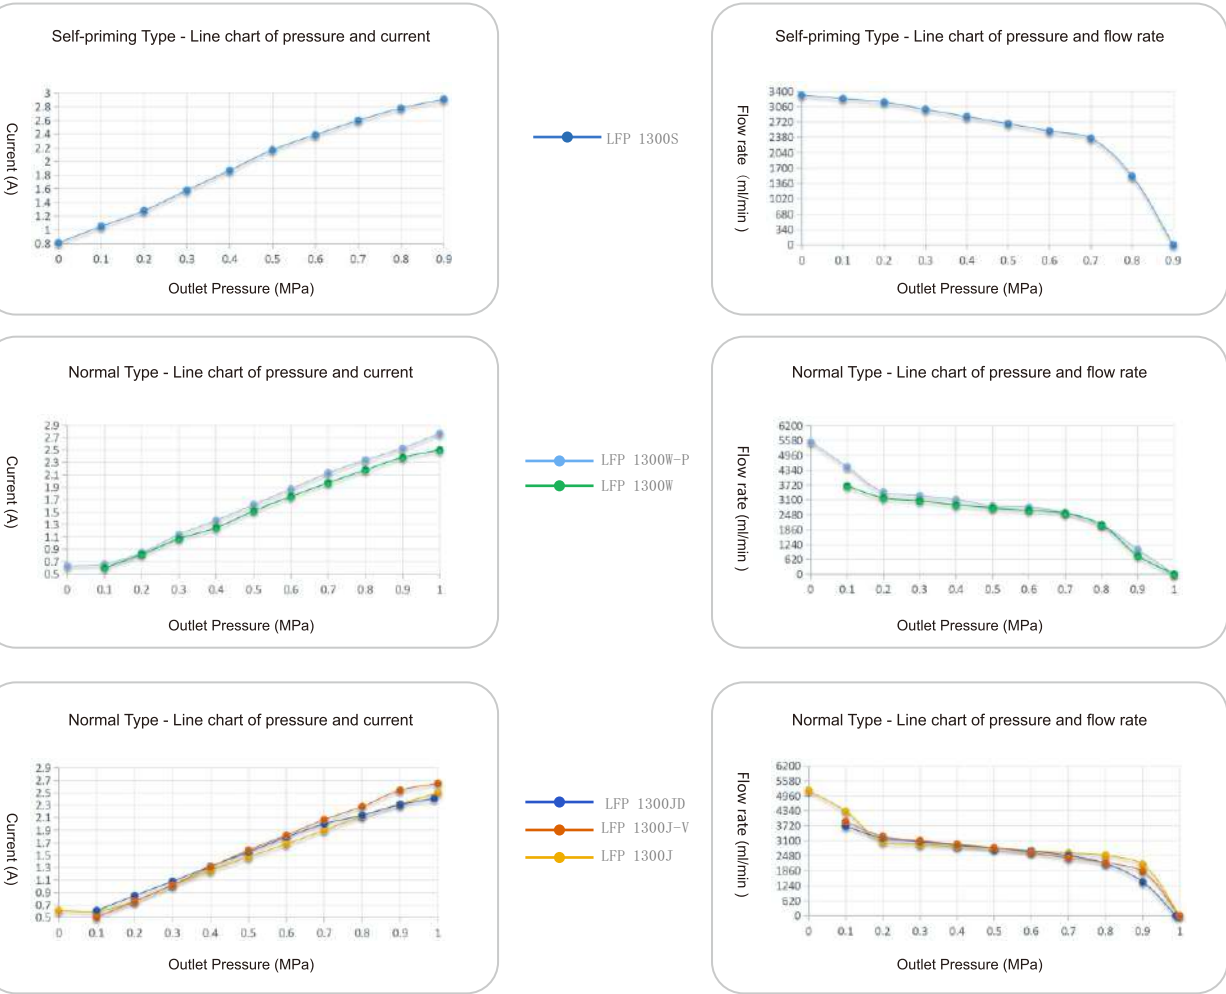 Self-priming Type - Line chart of pressure and current
Current (A)
3
2.8
2.6
2.4
2.2
2
1.8
1.6
1.4
1.2
1
0.8
0 0.1 0.2 0.3 0.4 0.5 0.6 0.7 0.8 0.9
Outlet Pressure (MPa)
LFP 1300S
Self-priming Type - Line chart of pressure and flow rate
Flow rate (ml/min )
3400
3060
2720
2380
2040
1700
1360
1020
680
340
0
0 0.1 0.2 0.3 0.4 0.5 0.6 0.7 0.8 0.9
Outlet Pressure (MPa)
Normal Type - Line chart of pressure and current
Current (A)
2.9
2.7
2.5
2.3
2.1
1.9
1.7
1.5
1.3
1.1
0.9
0.7
0.5
0 0.1 0.2 0.3 0.4 0.5 0.6 0.7 0.8 0.9 1
Outlet Pressure (MPa)
LFP 1300W-P
LFP 1300W
Normal Type - Line chart of pressure and flow rate
Flow rate (ml/min )
6200
5580
4960
4340
3720
3100
2480
1860
1240
620
0
0 0.1 0.2 0.3 0.4 0.5 0.6 0.7 0.8 0.9 1
Outlet Pressure (MPa)
Normal Type - Line chart of pressure and current
Current (A)
2.9
2.7
2.5
2.3
2.1
1.9
1.7
1.5
1.3
1.1
0.9
0.7
0.5
0 0.1 0.2 0.3 0.4 0.5 0.6 0.7 0.8 0.9 1
Outlet Pressure (MPa)
LFP 1300JD
LFP 1300J-V
LFP 1300J
Normal Type - Line chart of pressure and flow rate
Flow rate (ml/min )
6200
5580
4960
4340
3720
3100
2480
1860
1240
620
0
0 0.1 0.2 0.3 0.4 0.5 0.6 0.7 0.8 0.9 1
Outlet Pressure (MPa)